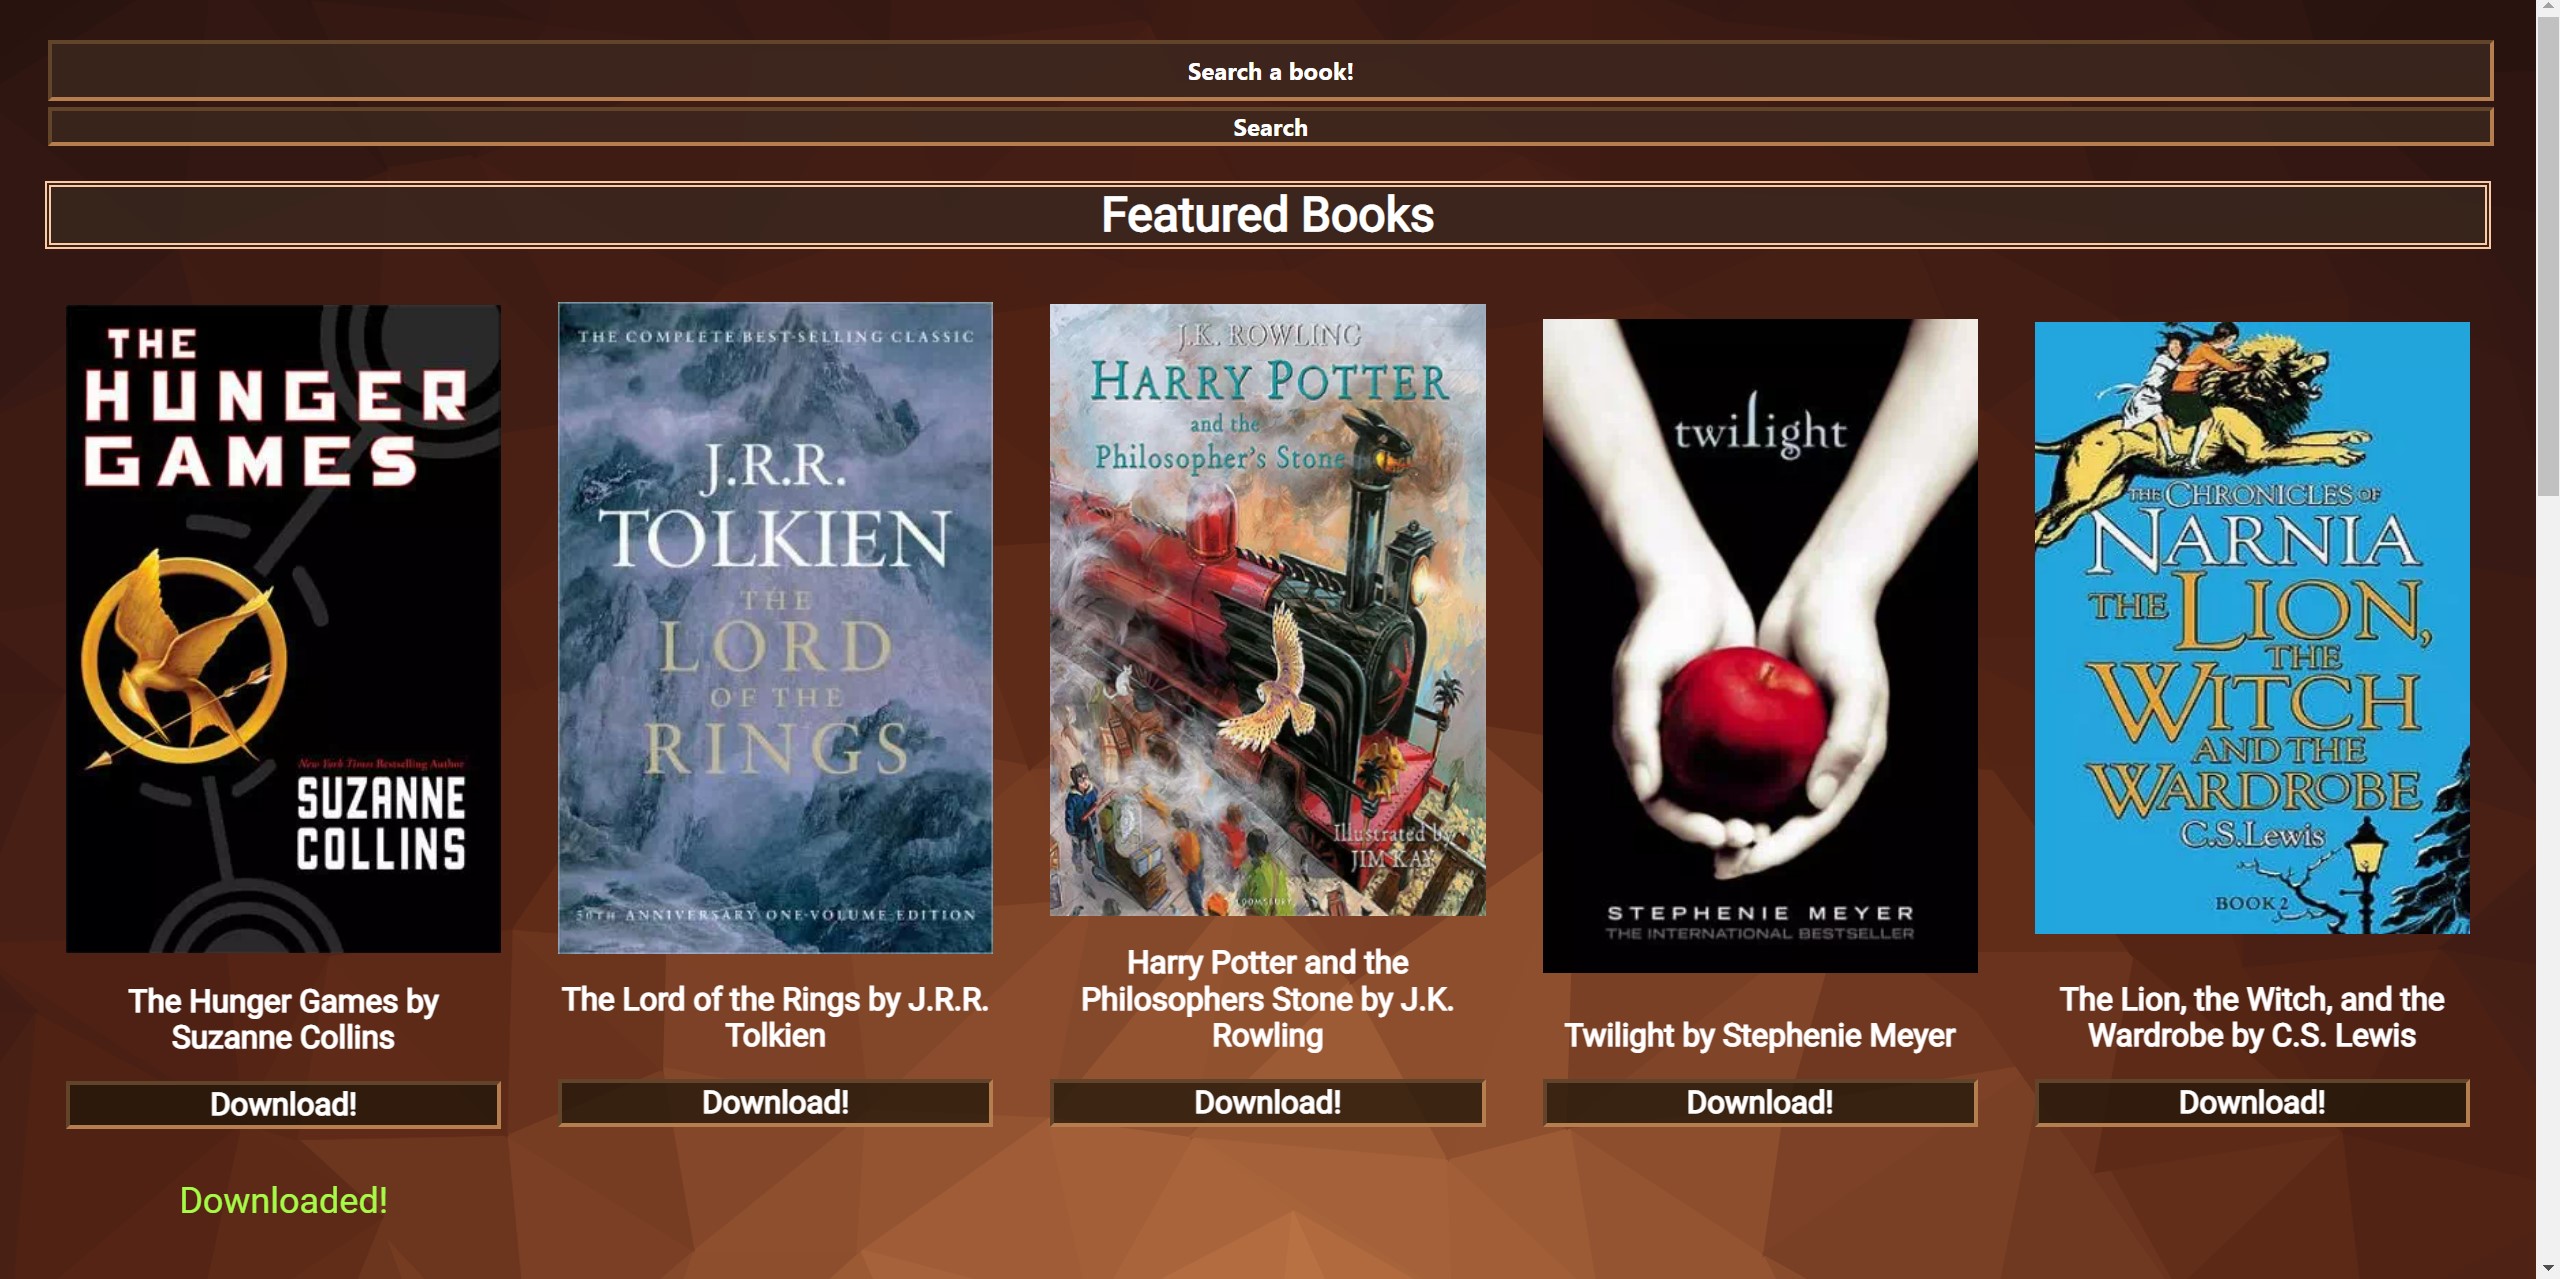 Search a book!
Search
Featured Books
THE
HUNGER
GAMES
New York Times Bestselling Author
SUZANNE
COLLINS
The Hunger Games by
Suzanne Collins
Download!
Downloaded!
THE COMPLETE BEST-SELLING CLASSIC
J.R.R.
TOLKIEN
THE
LORD
OF THE
RINGS
50TH ANNIVERSARY ONE-VOLUME EDITION
The Lord of the Rings by J.R.R.
Tolkien
Download!
J.K. ROWLING
HARRY POTTER
and the
Philosopher's Stone
Illustrated by
JIM KAY
BLOOMSBURY
Harry Potter and the
Philosophers Stone by J.K.
Rowling
Download!
twilight
STEPHENIE MEYER
THE INTERNATIONAL BESTSELLER
Twilight by Stephenie Meyer
Download!
THE CHRONICLES OF
NARNIA
THE LION,
THE
WITCH
AND THE
WARDROBE
C.S.Lewis
BOOK 2
The Lion, the Witch, and the
Wardrobe by C.S. Lewis
Download!